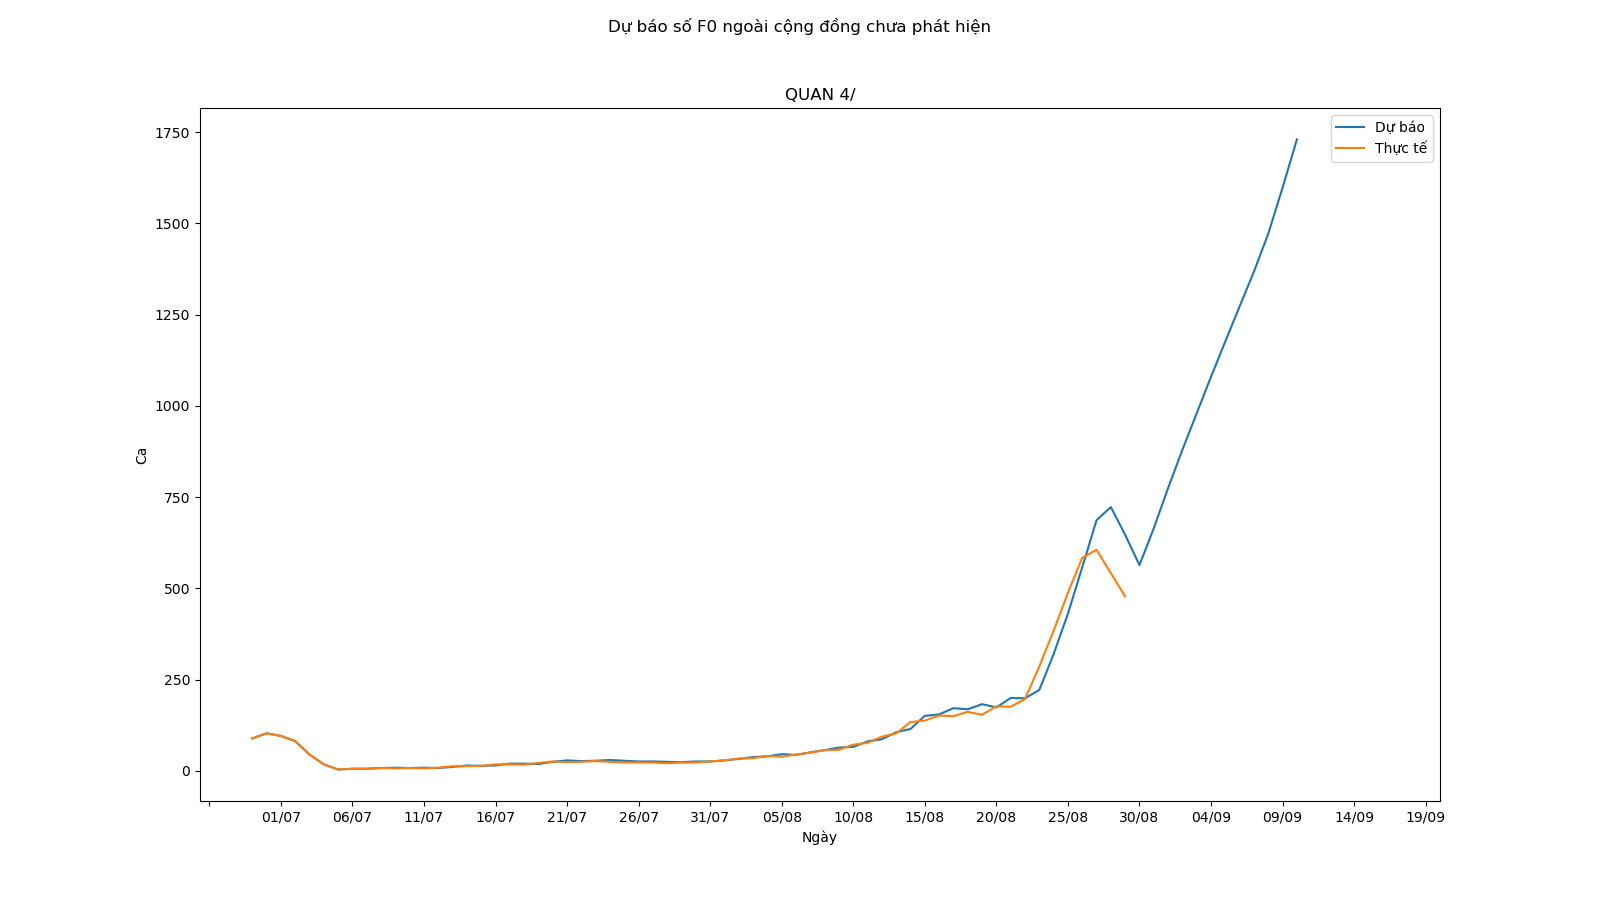 Dự báo số F0 ngoài cộng đồng chưa phát hiện
QUAN 4/
1750
1500
1250
1000
750
500
250
0
Ca
Dự báo
Thực tế
01/07 06/07 11/07 16/07 21/07 26/07 31/07 05/08 10/08 15/08 20/08 25/08 30/08 04/09 09/09 14/09 19/09
Ngày